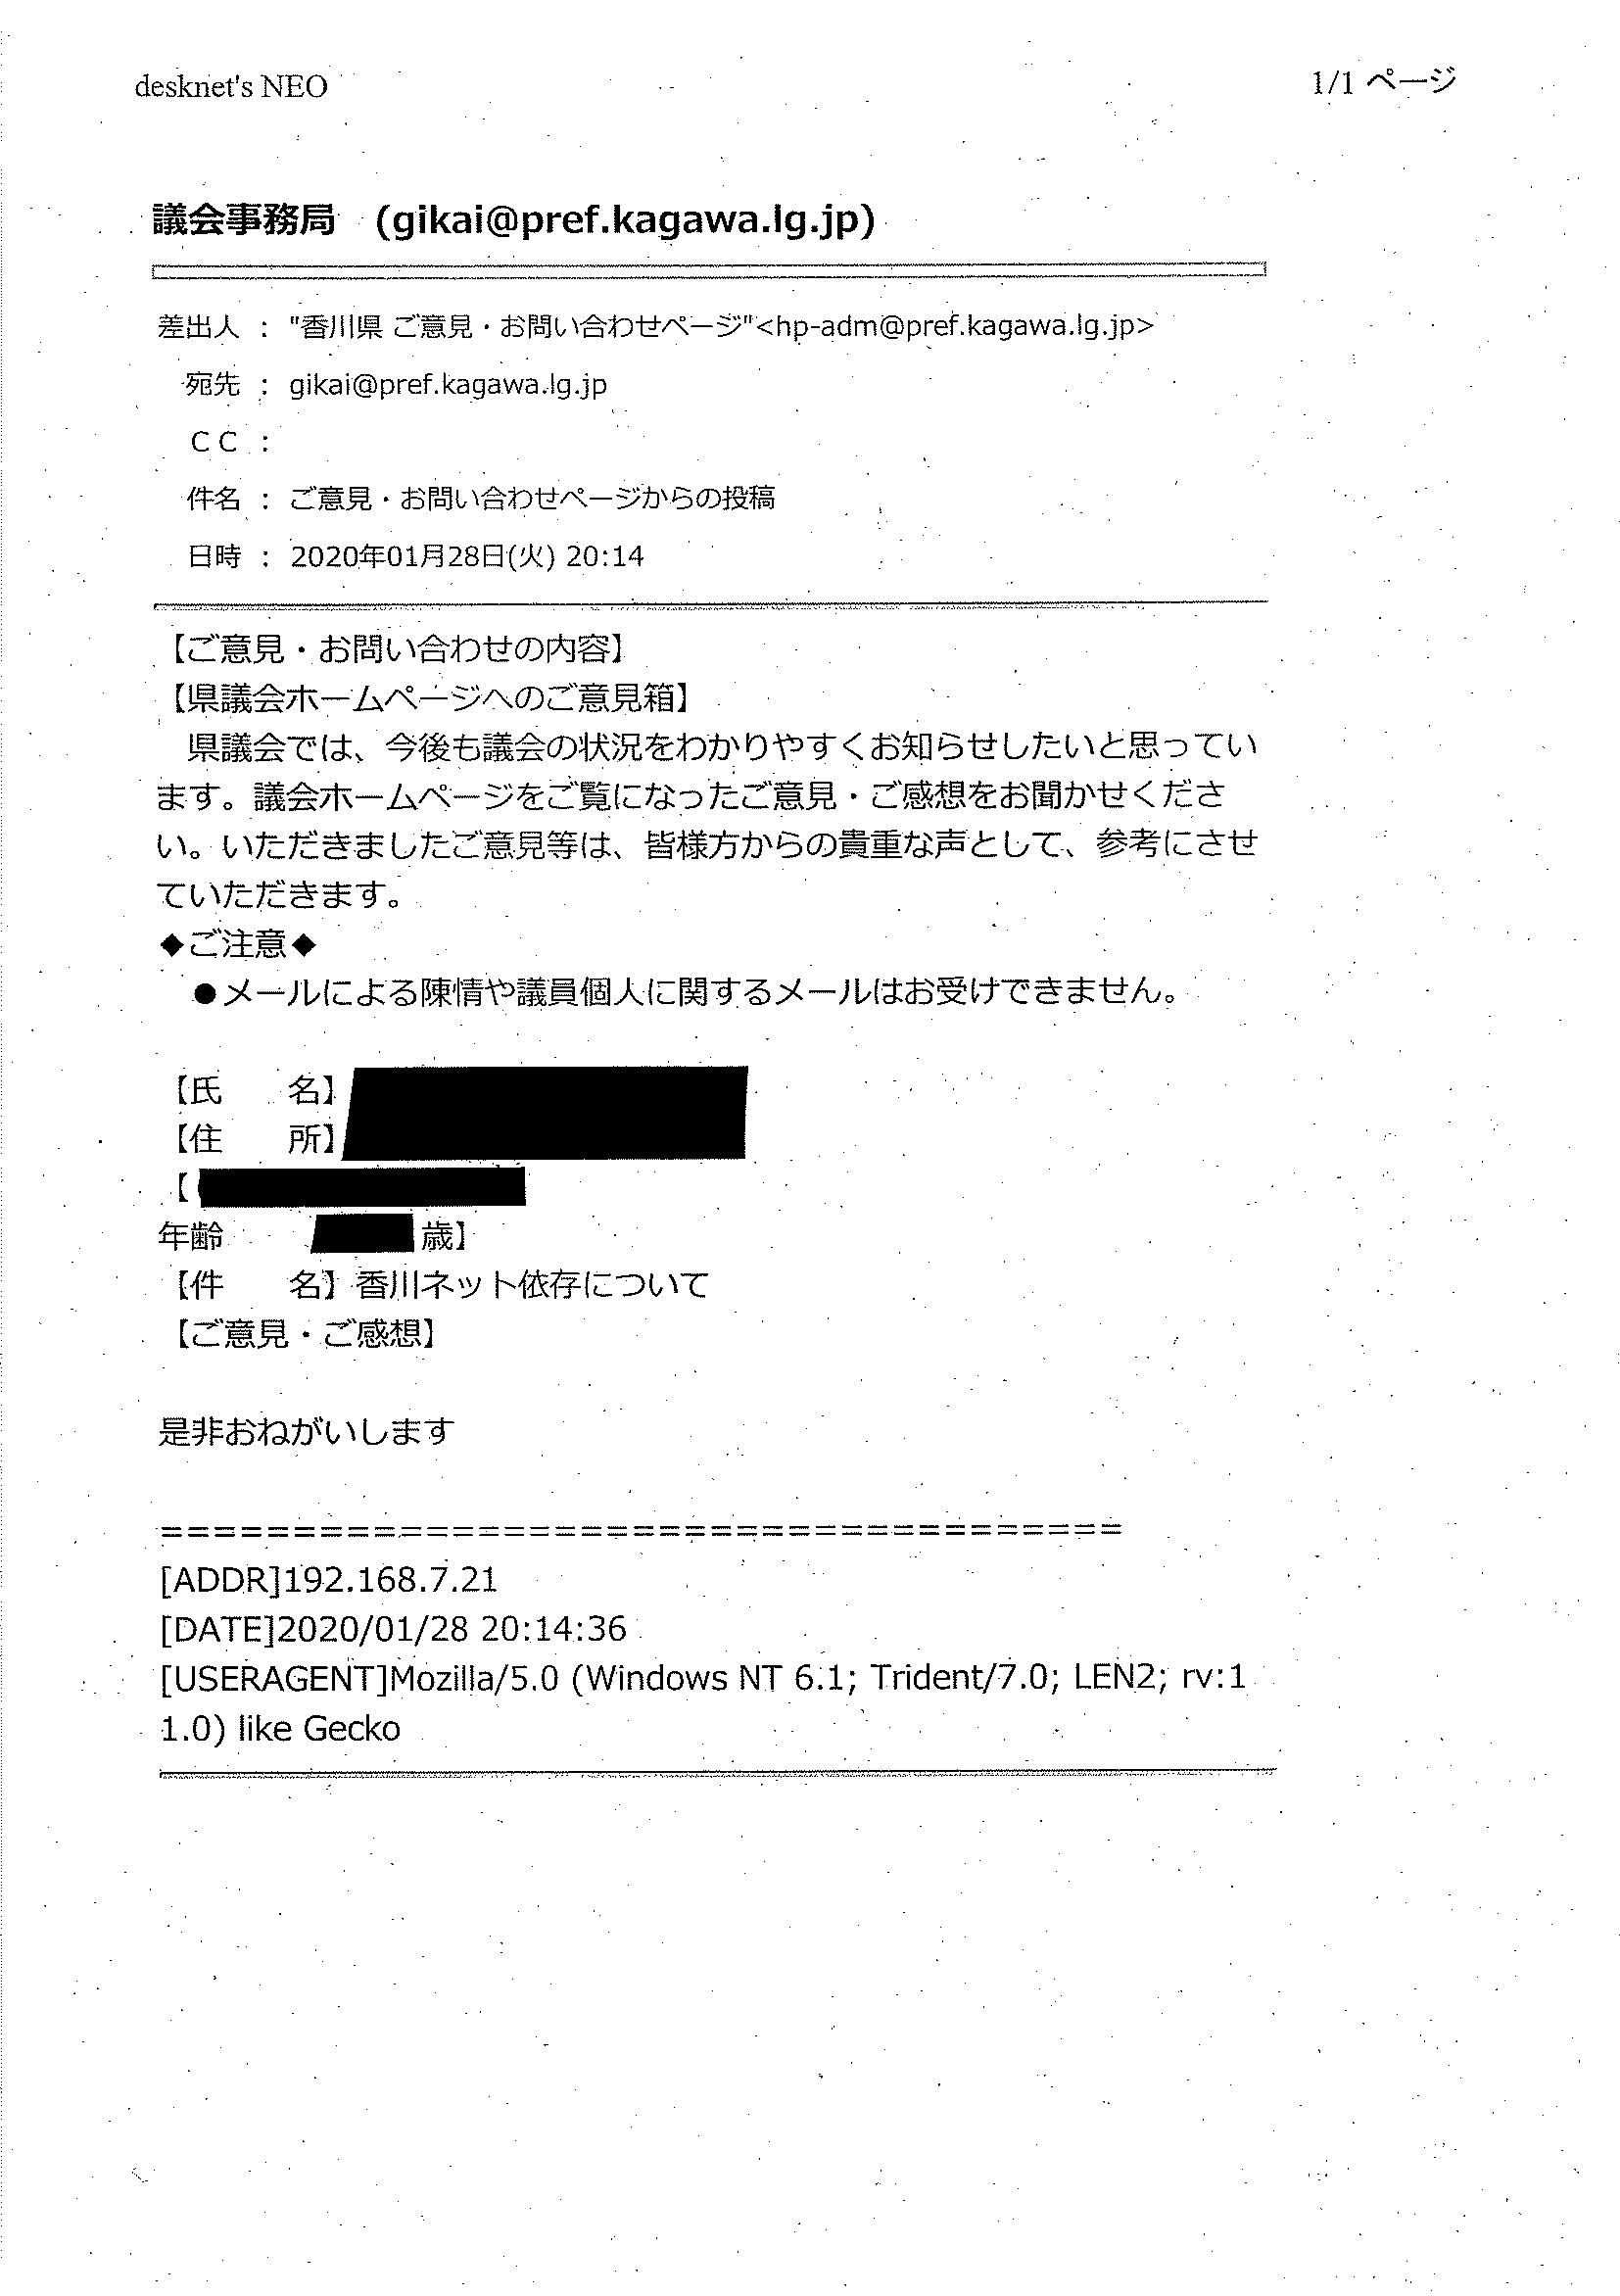 desknet's NEO
1/1 ページ
議会事務局 (gikai@pref.kagawa.lg.jp)
差出人 : "香川県 ご意見・お問い合わせページ"<hp-adm@pref.kagawa.lg.jp>
宛先 : gikai@pref.kagawa.lg.jp
CC :
件名 : ご意見・お問い合わせページからの投稿
日時 : 2020年01月28日(火) 20:14
【ご意見・お問い合わせの内容】
【県議会ホームページへのご意見箱】
県議会では、今後も議会の状況をわかりやすくお知らせしたいと思ってい
ます。議会ホームページをご覧になったご意見・ご感想をお聞かせくださ
い。いただきましたご意見等は、皆様方からの貴重な声として、参考にさせ
ていただきます。
◆ご注意◆
●メールによる陳情や議員個人に関するメールはお受けできません。
【氏　　名】
【住　　所】
【
年齢　　　歳】
【件　　名】香川ネット依存について
【ご意見・ご感想】
是非おねがいします
=====================================
[ADDR]192.168.7.21
[DATE]2020/01/28 20:14:36
[USERAGENT]Mozilla/5.0 (Windows NT 6.1; Trident/7.0; LEN2; rv:1
1.0) like Gecko